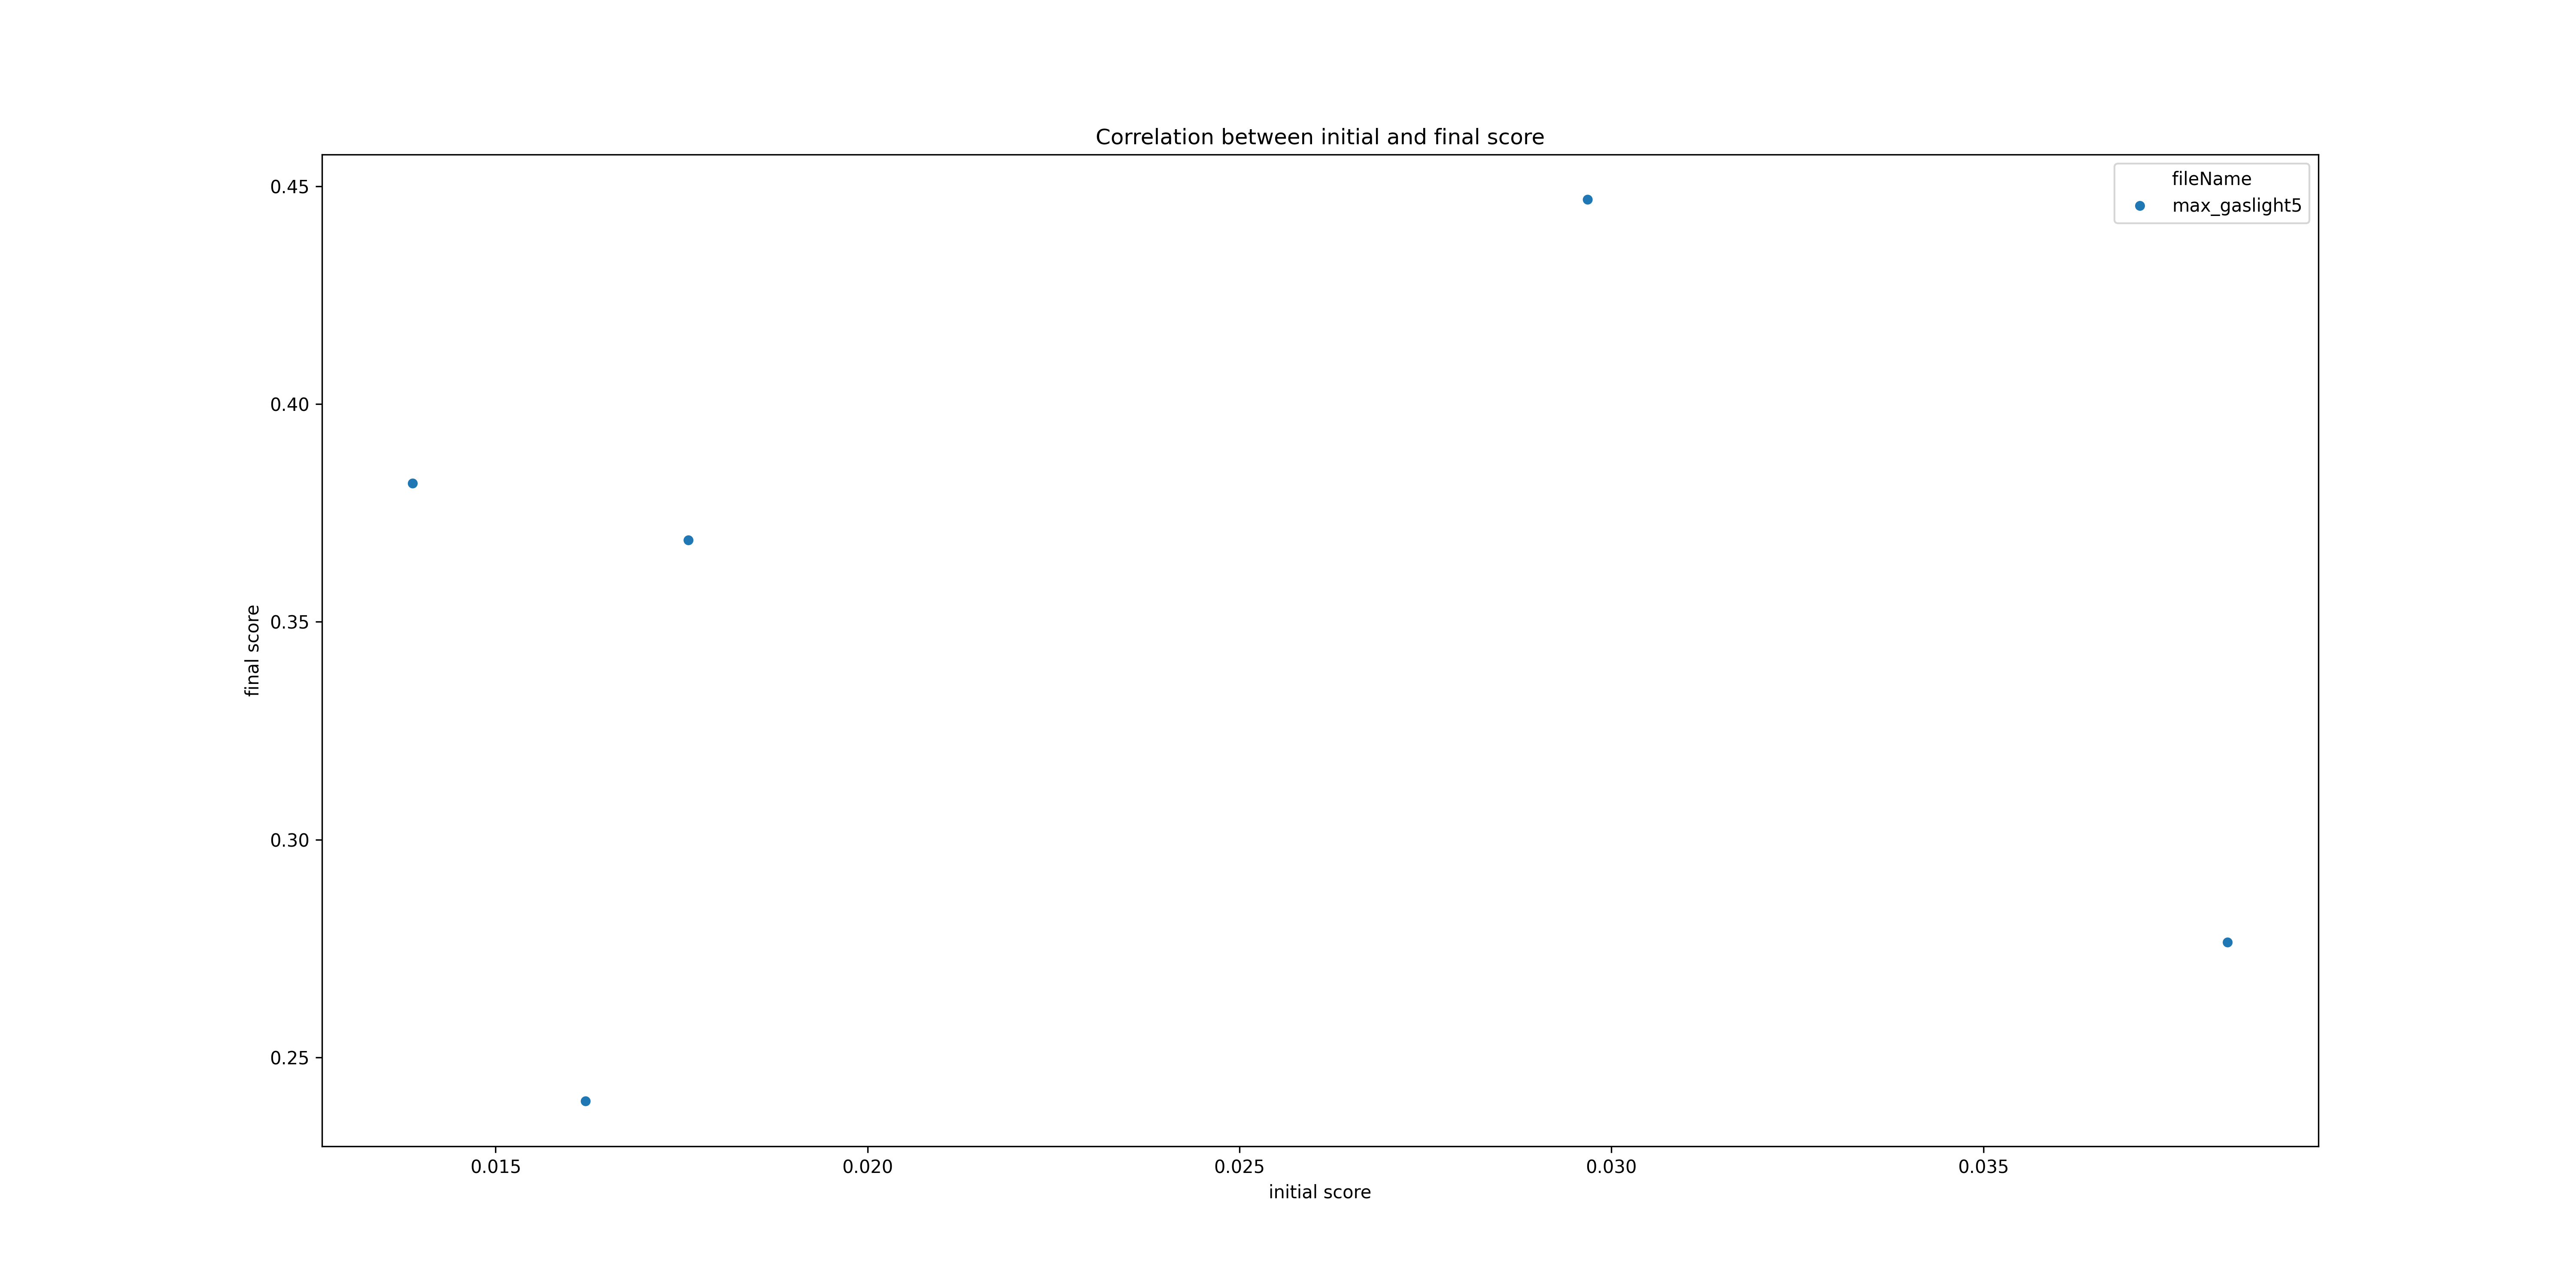 Correlation between initial and final score
fileName
max_gaslight5
0.45
0.40
0.35
0.30
0.25
final score
0.015 0.020 0.025 0.030 0.035
initial score